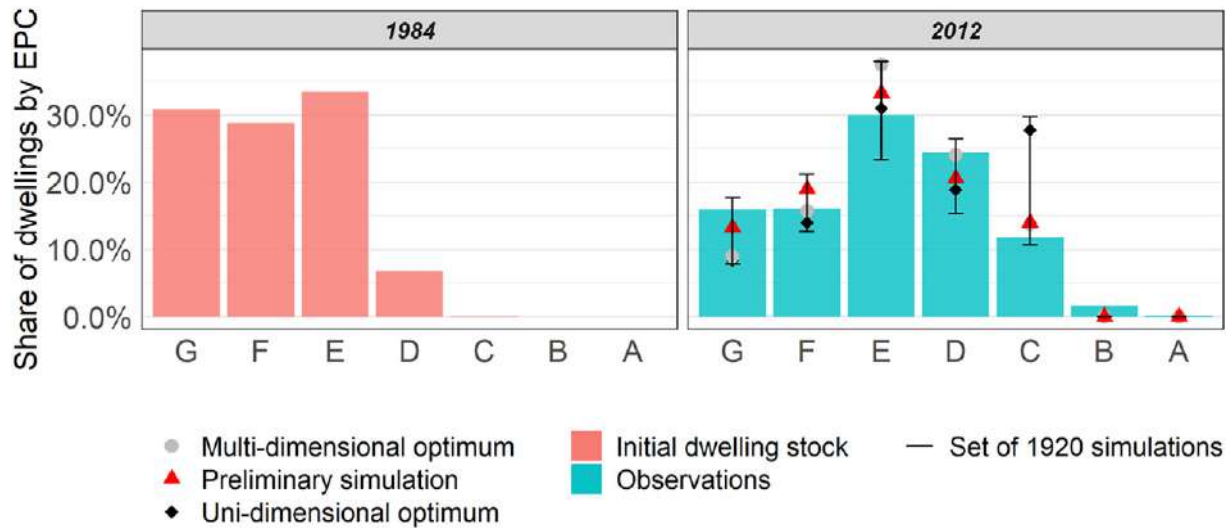 1984
2012
Share of dwellings by EPC
30.0%
20.0%
10.0%
0.0%
G F E D C B A
G F E D C B A
Multi-dimensional optimum
Preliminary simulation
Uni-dimensional optimum
Initial dwelling stock
Observations
Set of 1920 simulations